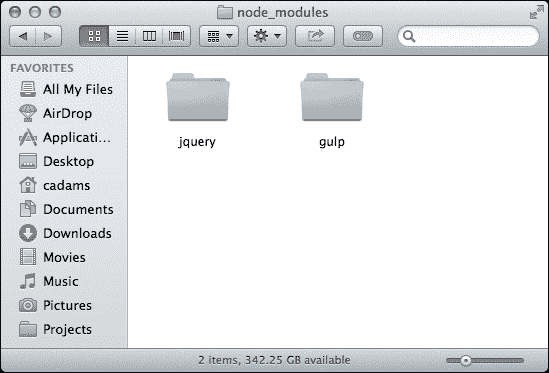 node_modules
FAVORITES
All My Files
AirDrop
Applicati...
Desktop
cadams
Documents
Downloads
Movies
Music
Pictures
Projects
jquery
gulp
2 items, 342.25 GB available